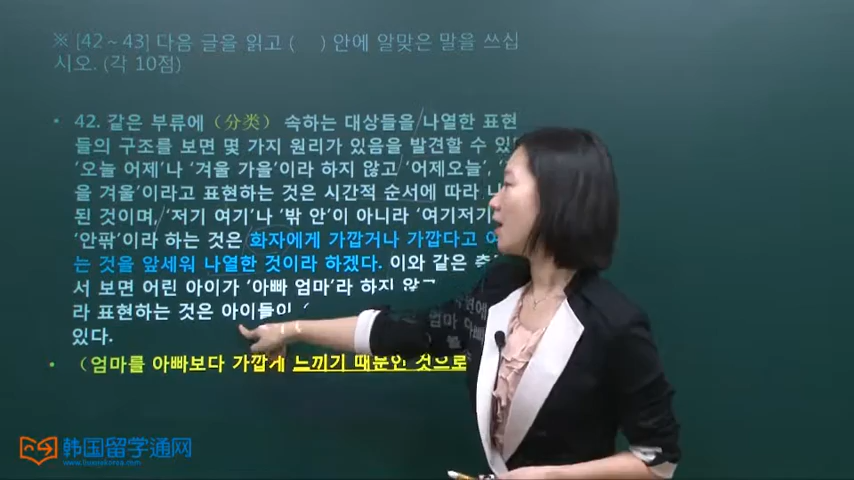 ※ [42~43] 다음 글을 읽고 (    ) 안에 알맞은 말을 쓰십
시오. (각 10점)
• 42. 같은 부류에 (分类) 속하는 대상들을 나열한 표현
들의 구조를 보면 몇 가지 원리가 있음을 발견할 수
'오늘 어제'나 '겨울 가을'이라 하지 않고 '어제오늘',
을 겨울'이라고 표현하는 것은 시간적 순서에 따라
된 것이며, '저기 여기'나 '밖 안'이 아니라 '여기저기
'안팎'이라 하는 것은 화자에게 가깝거나 가깝다고
는 것을 앞세워 나열한 것이라 하겠다. 이와 같은
서 보면 어린 아이가 '아빠 엄마'라 하지 않고
라 표현하는 것은 아이들이 (
있다.
• (엄마를 아빠보다 가깝게 느끼기 때문인 것으로
韩国留学通网